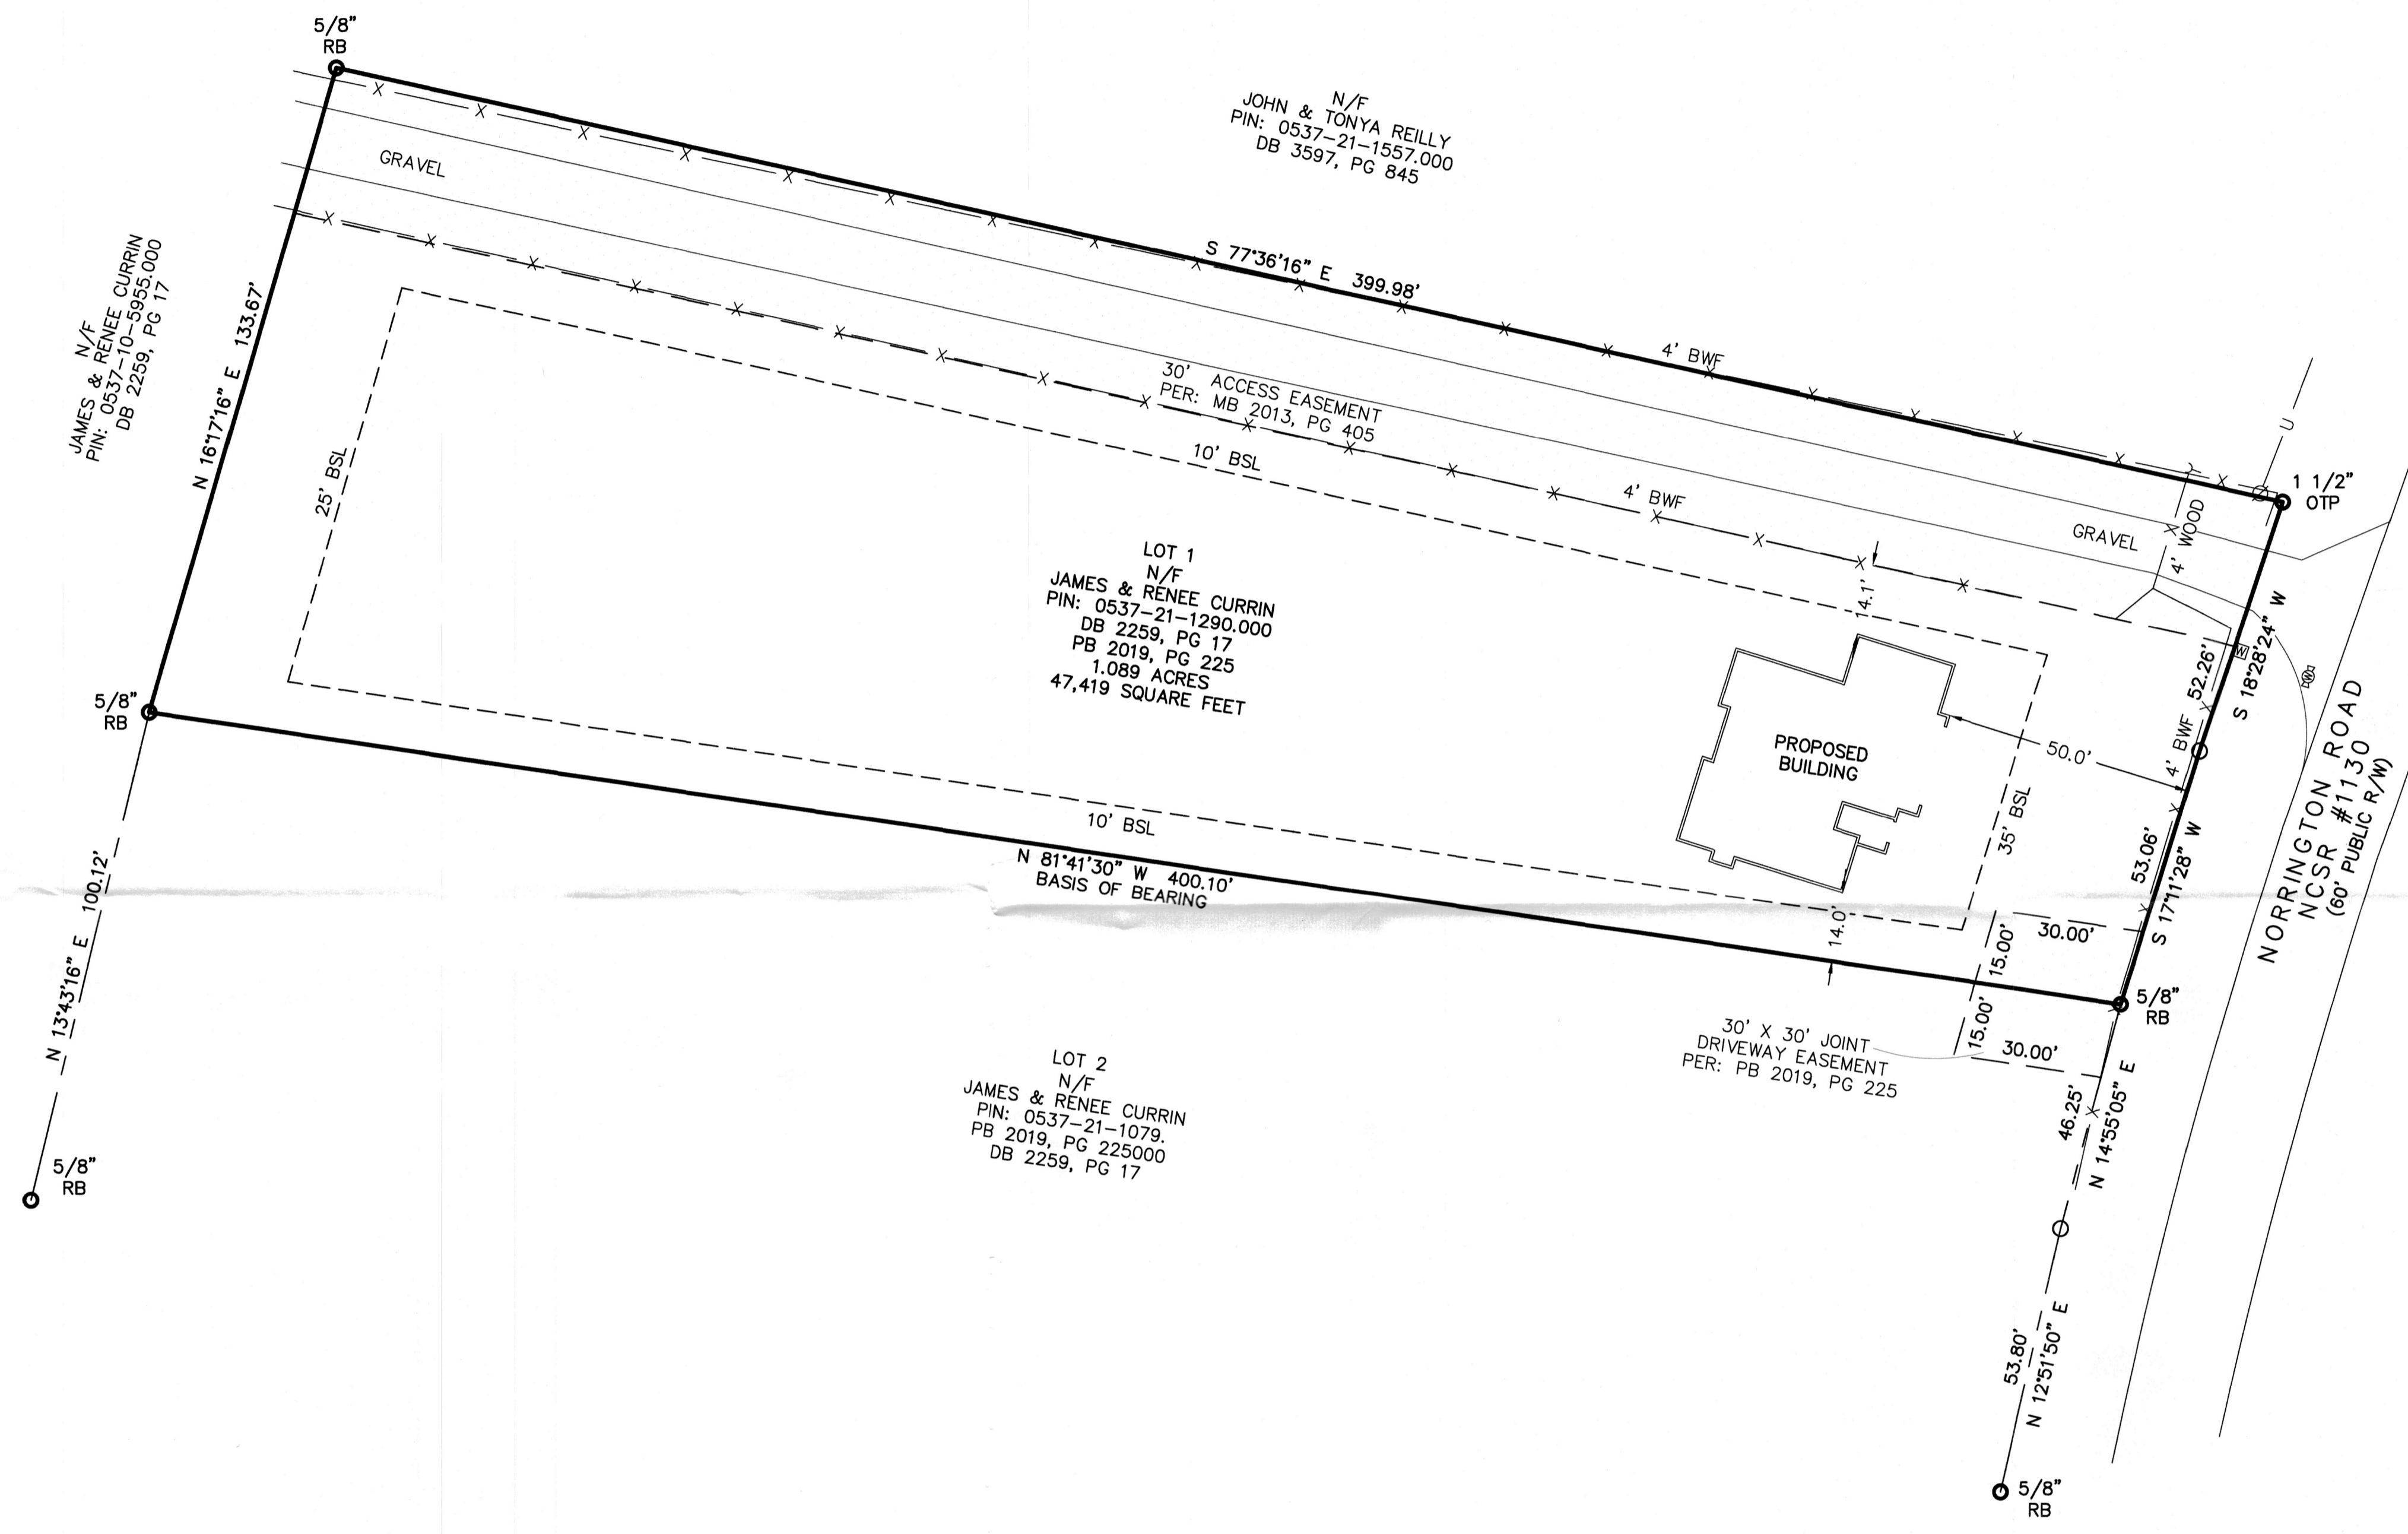 5/8"
RB
N/F
JOHN & TONYA REILLY
PIN: 0537-21-1557.000
DB 3597, PG 845
GRAVEL
N/F
JAMES & RENEE CURRIN
PIN: 0537-10-5955.000
DB 2259, PG 17
N 16°17'16" E 133.67'
S 77°36'16" E 399.98'
4' BWF
30' ACCESS EASEMENT
PER: MB 2013, PG 405
10' BSL
4' BWF
25' BSL
U
1 1/2"
OTP
GRAVEL
4' WOOD
LOT 1
N/F
JAMES & RENEE CURRIN
PIN: 0537-21-1290.000
DB 2259, PG 17
PB 2019, PG 225
1.089 ACRES
47,419 SQUARE FEET
14.1'
W
W
S 18°28'24" W
52.26'
4' BWF
5/8"
RB
PROPOSED
BUILDING
50.0'
35' BSL
NORRINGTON ROAD
NCSR #1130
(60' PUBLIC R/W)
10' BSL
N 81°41'30" W 400.10'
BASIS OF BEARING
53.06'
S 17°11'28" W
14.0'
15.00'
30.00'
N 13°43'16" E 100.12'
5/8"
RB
15.00'
30.00'
30' X 30' JOINT
DRIVEWAY EASEMENT
PER: PB 2019, PG 225
LOT 2
N/F
JAMES & RENEE CURRIN
PIN: 0537-21-1079.
PB 2019, PG 225000
DB 2259, PG 17
46.25'
N 14°55'05" E
5/8"
RB
53.80'
N 12°51'50" E
5/8"
RB